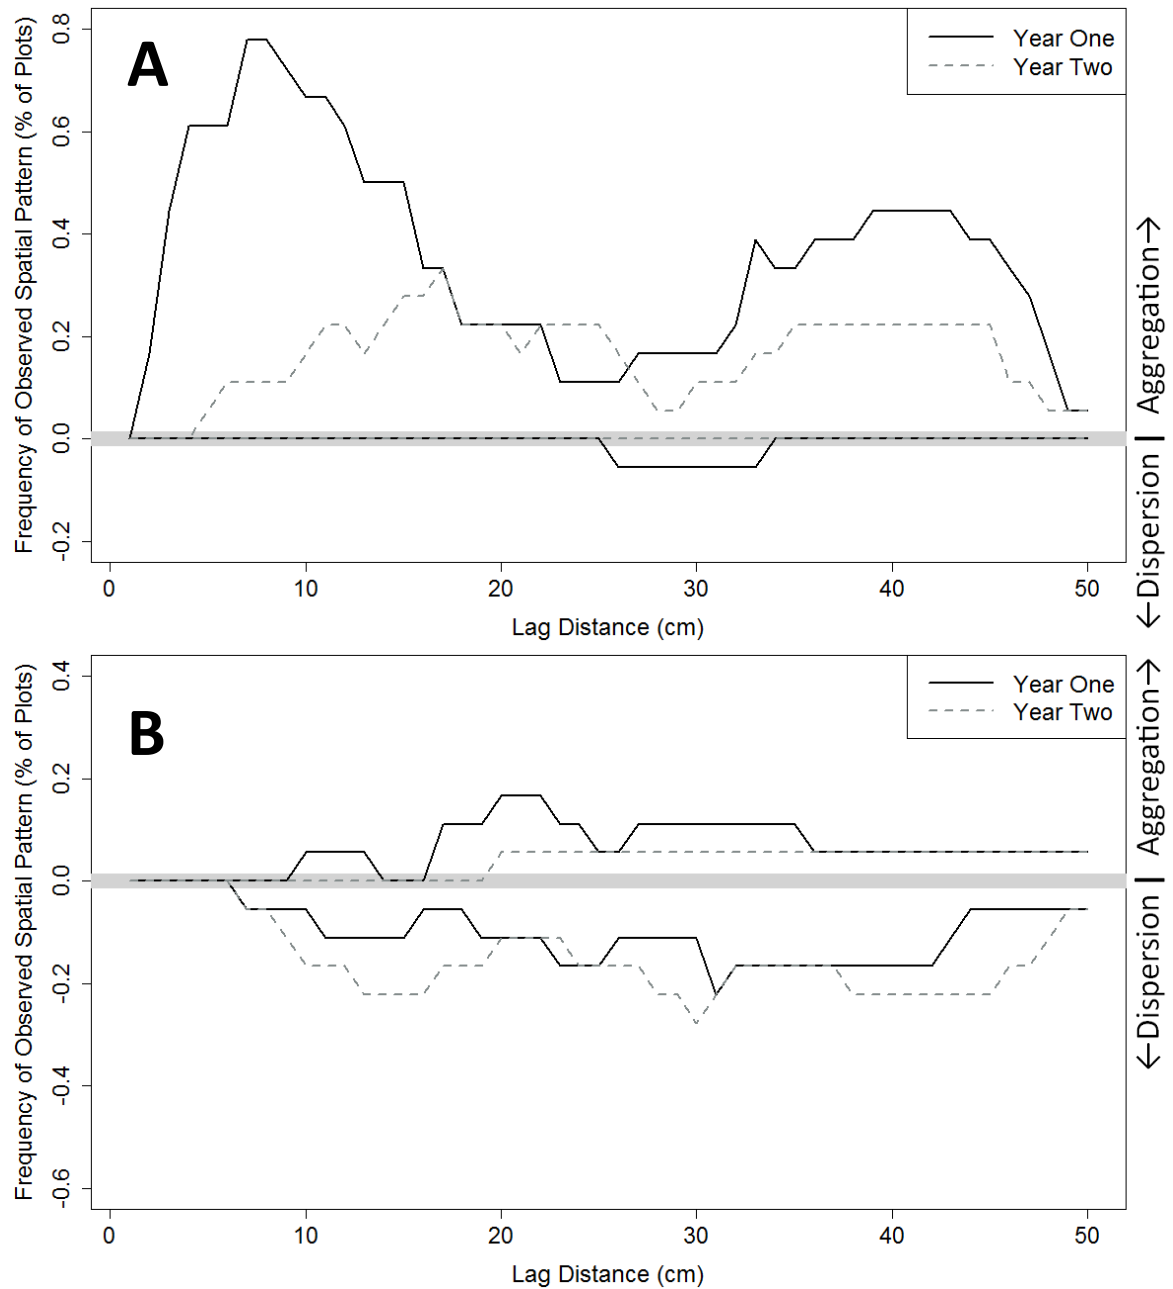 Frequency of Observed Spatial Pattern (% of Plots)
0.8
0.6
0.4
0.2
0.0
-0.2
A
Year One
Year Two
←Dispersion | Aggregation→
0 10 20 30 40 50
Lag Distance (cm)
Frequency of Observed Spatial Pattern (% of Plots)
0.4
0.2
0.0
-0.2
-0.4
-0.6
B
Year One
Year Two
←Dispersion | Aggregation→
0 10 20 30 40 50
Lag Distance (cm)